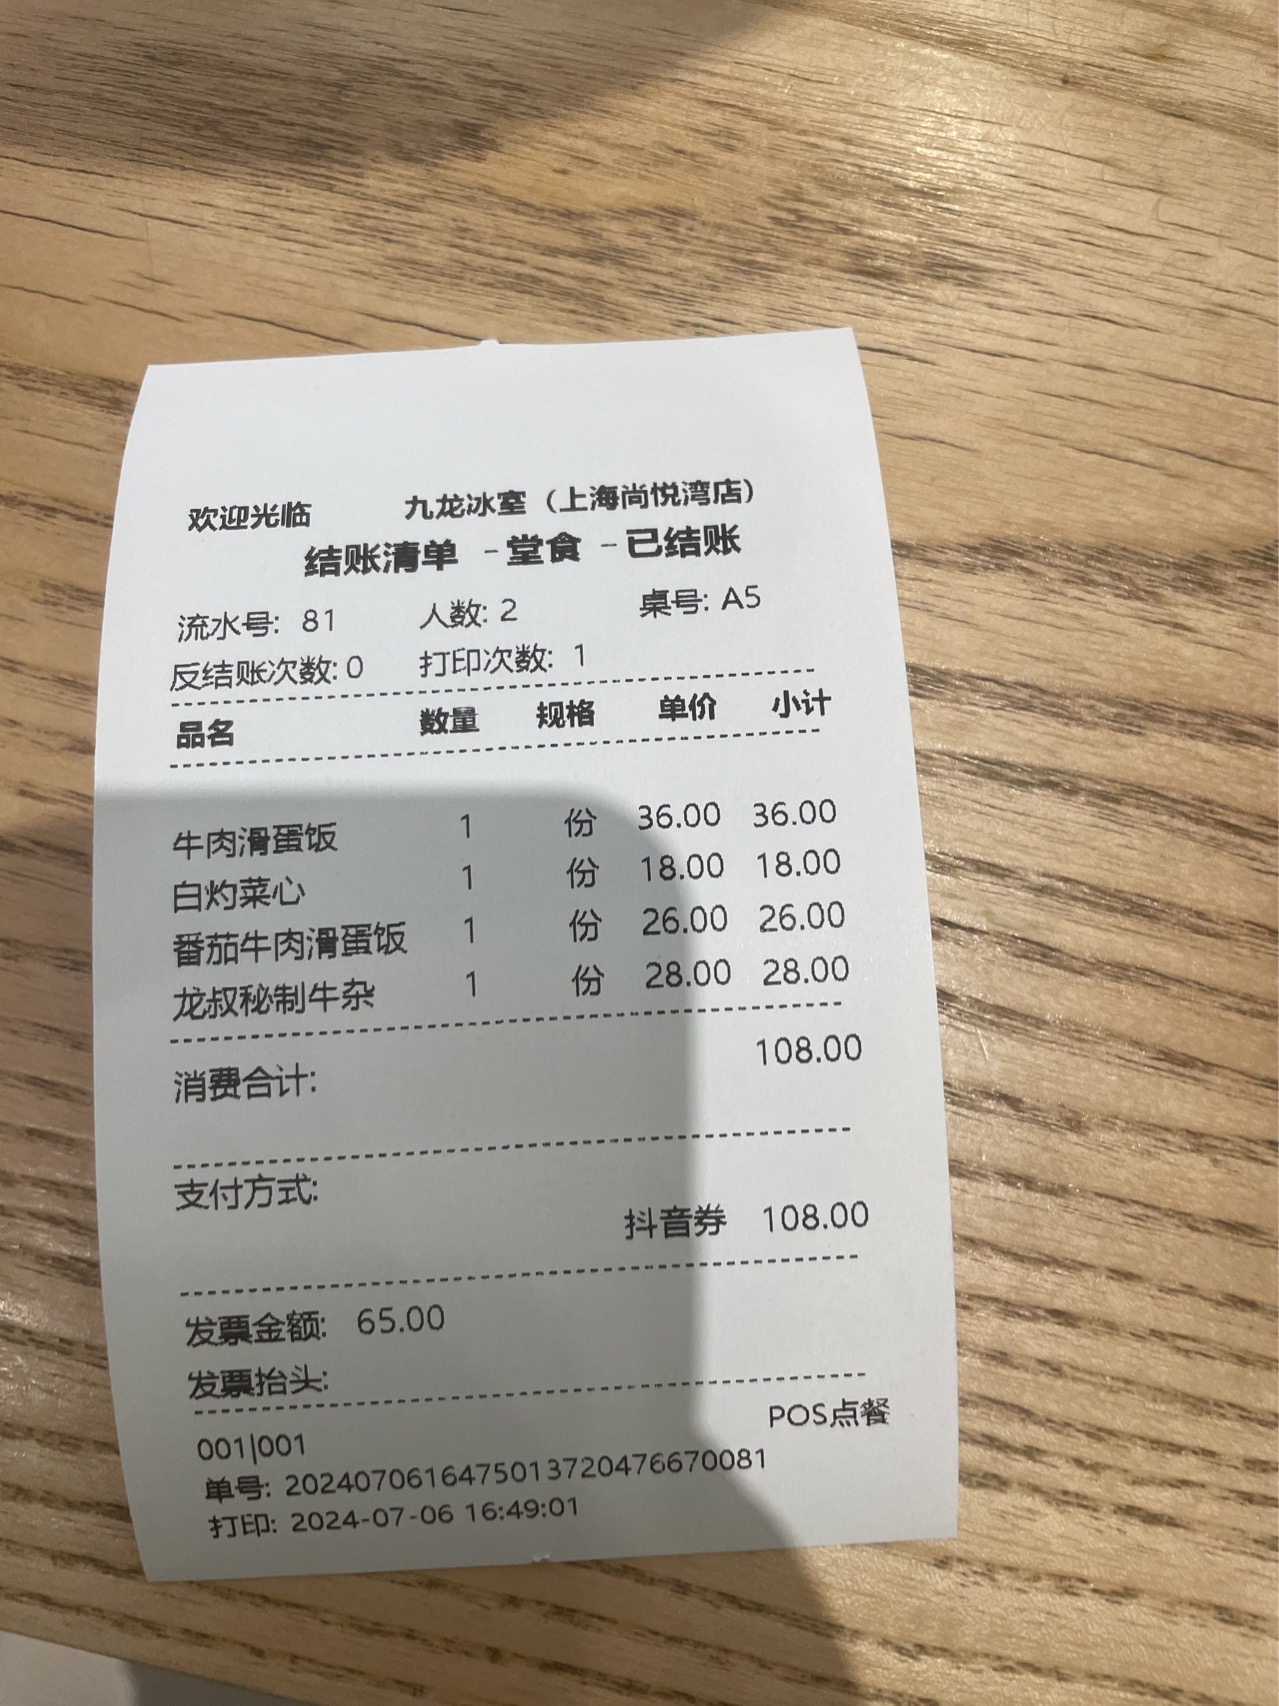 欢迎光临 九龙冰室（上海尚悦湾店）
结账清单 -堂食 -已结账
流水号: 81 人数: 2 桌号: A5
反结账次数: 0 打印次数: 1
品名 数量 规格 单价 小计
牛肉滑蛋饭 1 份 36.00 36.00
白灼菜心 1 份 18.00 18.00
番茄牛肉滑蛋饭 1 份 26.00 26.00
龙叔秘制牛杂 1 份 28.00 28.00
消费合计: 108.00
支付方式:
抖音券 108.00
发票金额: 65.00
发票抬头:
POS点餐
001|001
单号: 2024070616475013720476670081
打印: 2024-07-06 16:49:01